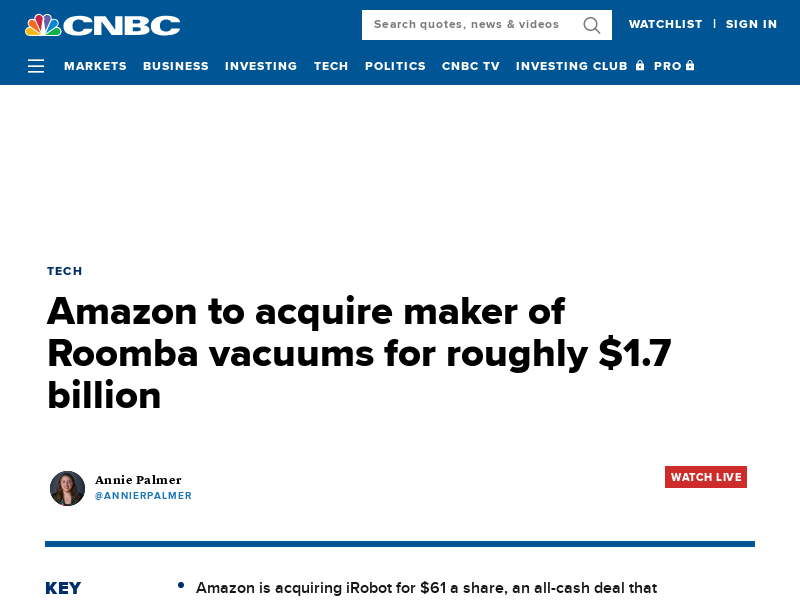 CNBC
Search quotes, news & videos
WATCHLIST | SIGN IN
MARKETS BUSINESS INVESTING TECH POLITICS CNBC TV INVESTING CLUB PRO
TECH
Amazon to acquire maker of
Roomba vacuums for roughly $1.7
billion
Annie Palmer
@ANNIERPALMER
WATCH LIVE
KEY
• Amazon is acquiring iRobot for $61 a share, an all-cash deal that